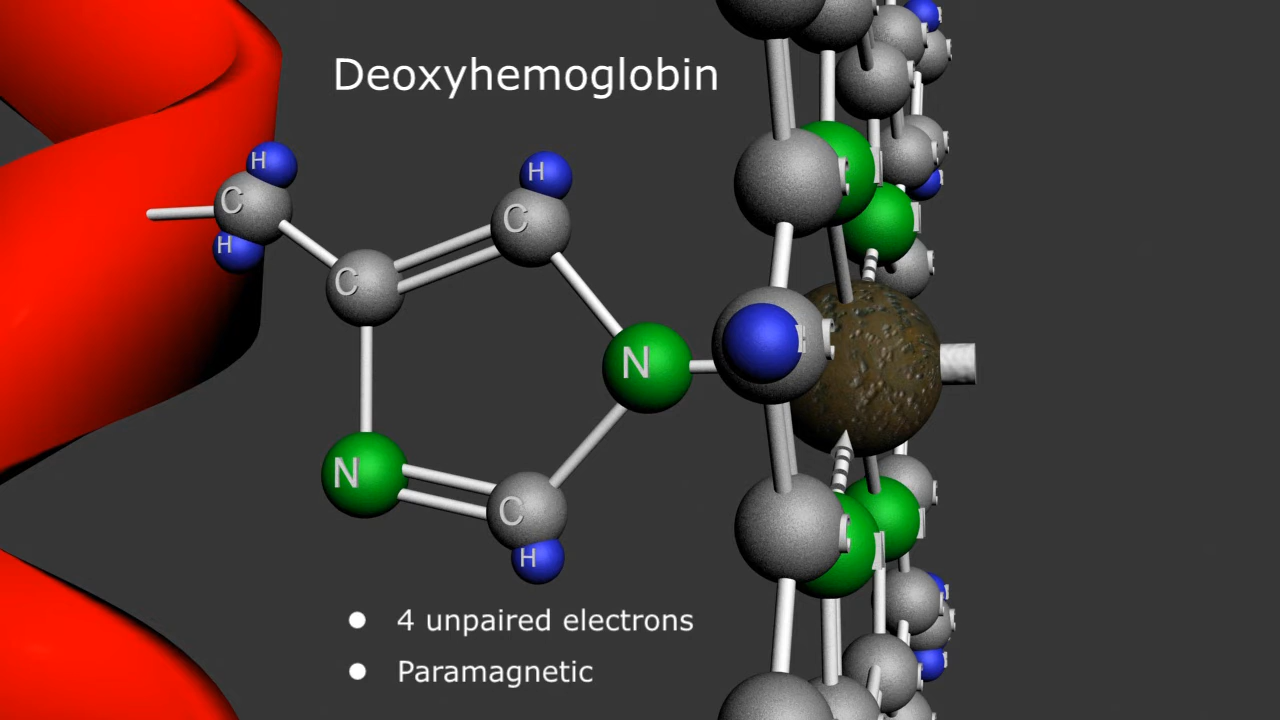 Deoxyhemoglobin
H
H
C
C
H
C
H
N
N
C
H
● 4 unpaired electrons
● Paramagnetic